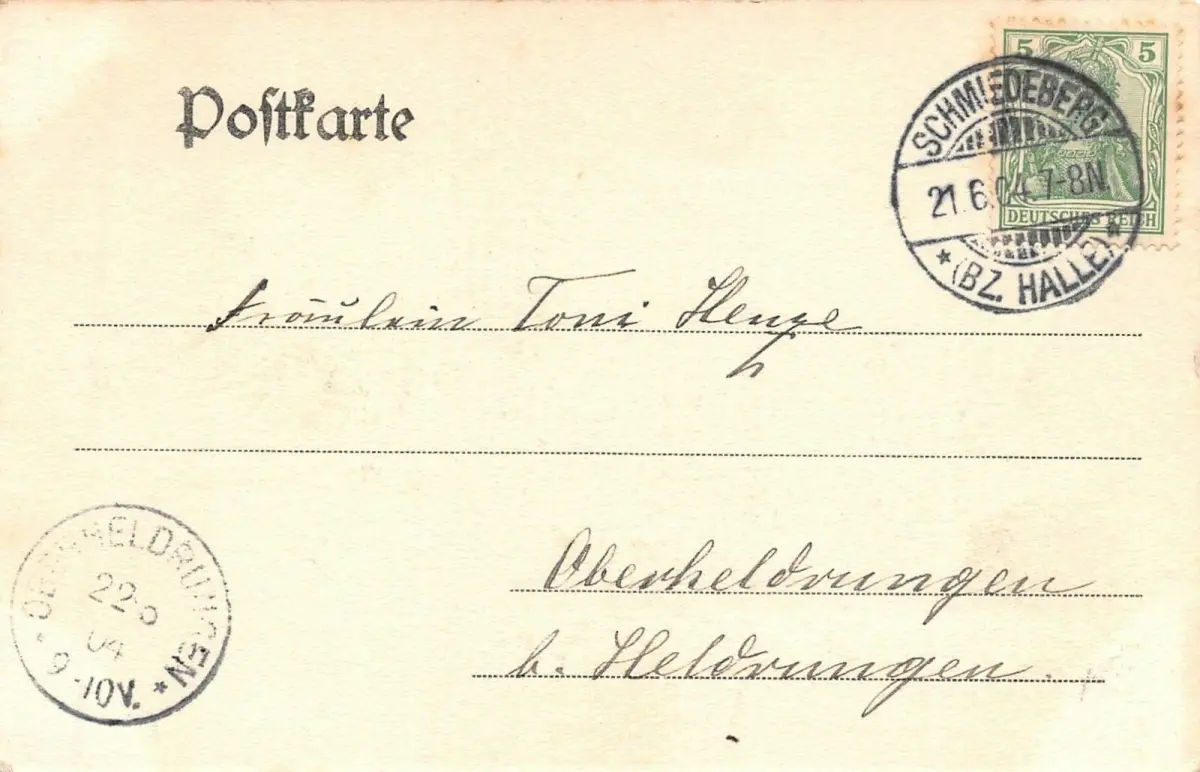 Poſtkarte
5 5
DEUTSCHES REICH
SCHMIEDEBERG
21.6.04.7-8N.
* (BZ. HALLE) *
Fräulein Toni Henze
Oberheldrungen
b. Heldrungen.
OBERHELDRUNGEN
22 6
04
9-10V.